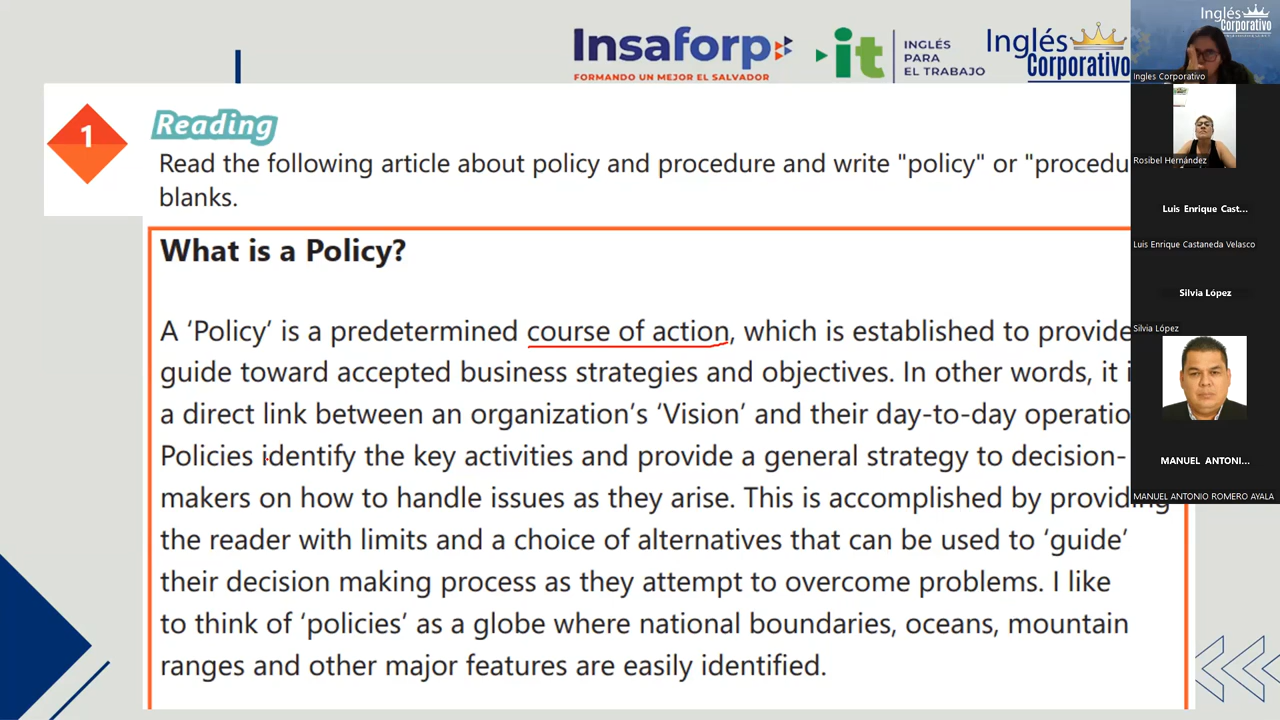 Insaforp
FORMANDO UN MEJOR EL SALVADOR
it
INGLÉS
PARA
EL TRABAJO
Inglés
Corporativo
Inglés
Corporativo
Ingles Corporativo
1
Reading
Read the following article about policy and procedure and write "policy" or "procedu
blanks.
What is a Policy?
A ‘Policy’ is a predetermined course of action, which is established to provide
guide toward accepted business strategies and objectives. In other words, it i
a direct link between an organization’s ‘Vision’ and their day-to-day operatio
Policies identify the key activities and provide a general strategy to decision-
makers on how to handle issues as they arise. This is accomplished by providing
the reader with limits and a choice of alternatives that can be used to ‘guide’
their decision making process as they attempt to overcome problems. I like
to think of ‘policies’ as a globe where national boundaries, oceans, mountain
ranges and other major features are easily identified.
Rosibel Hernández
Luis Enrique Cast...
Luis Enrique Castaneda Velasco
Silvia López
Silvia López
MANUEL ANTONI...
MANUEL ANTONIO ROMERO AYALA